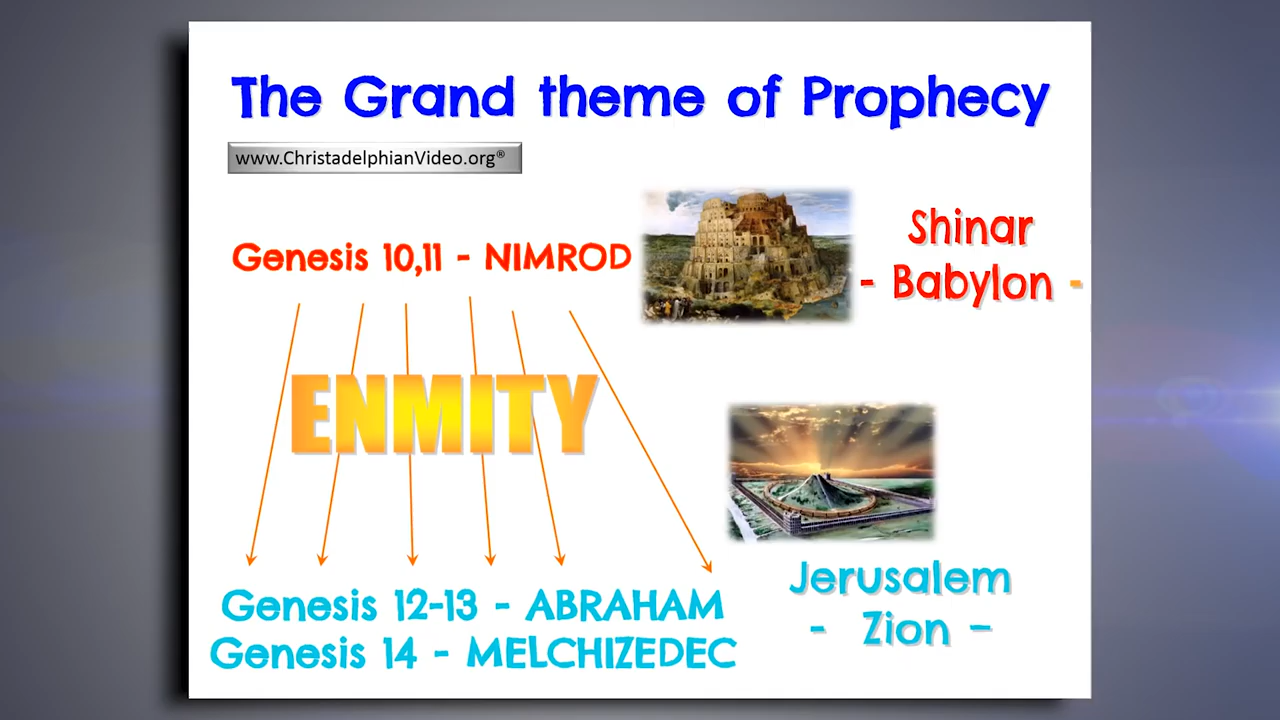 The Grand theme of Prophecy
www.ChristadelphianVideo.org®
Genesis 10,11 - NIMROD
Shinar
- Babylon -
ENMITY
Genesis 12-13 - ABRAHAM
Genesis 14 - MELCHIZEDEC
Jerusalem
- Zion –